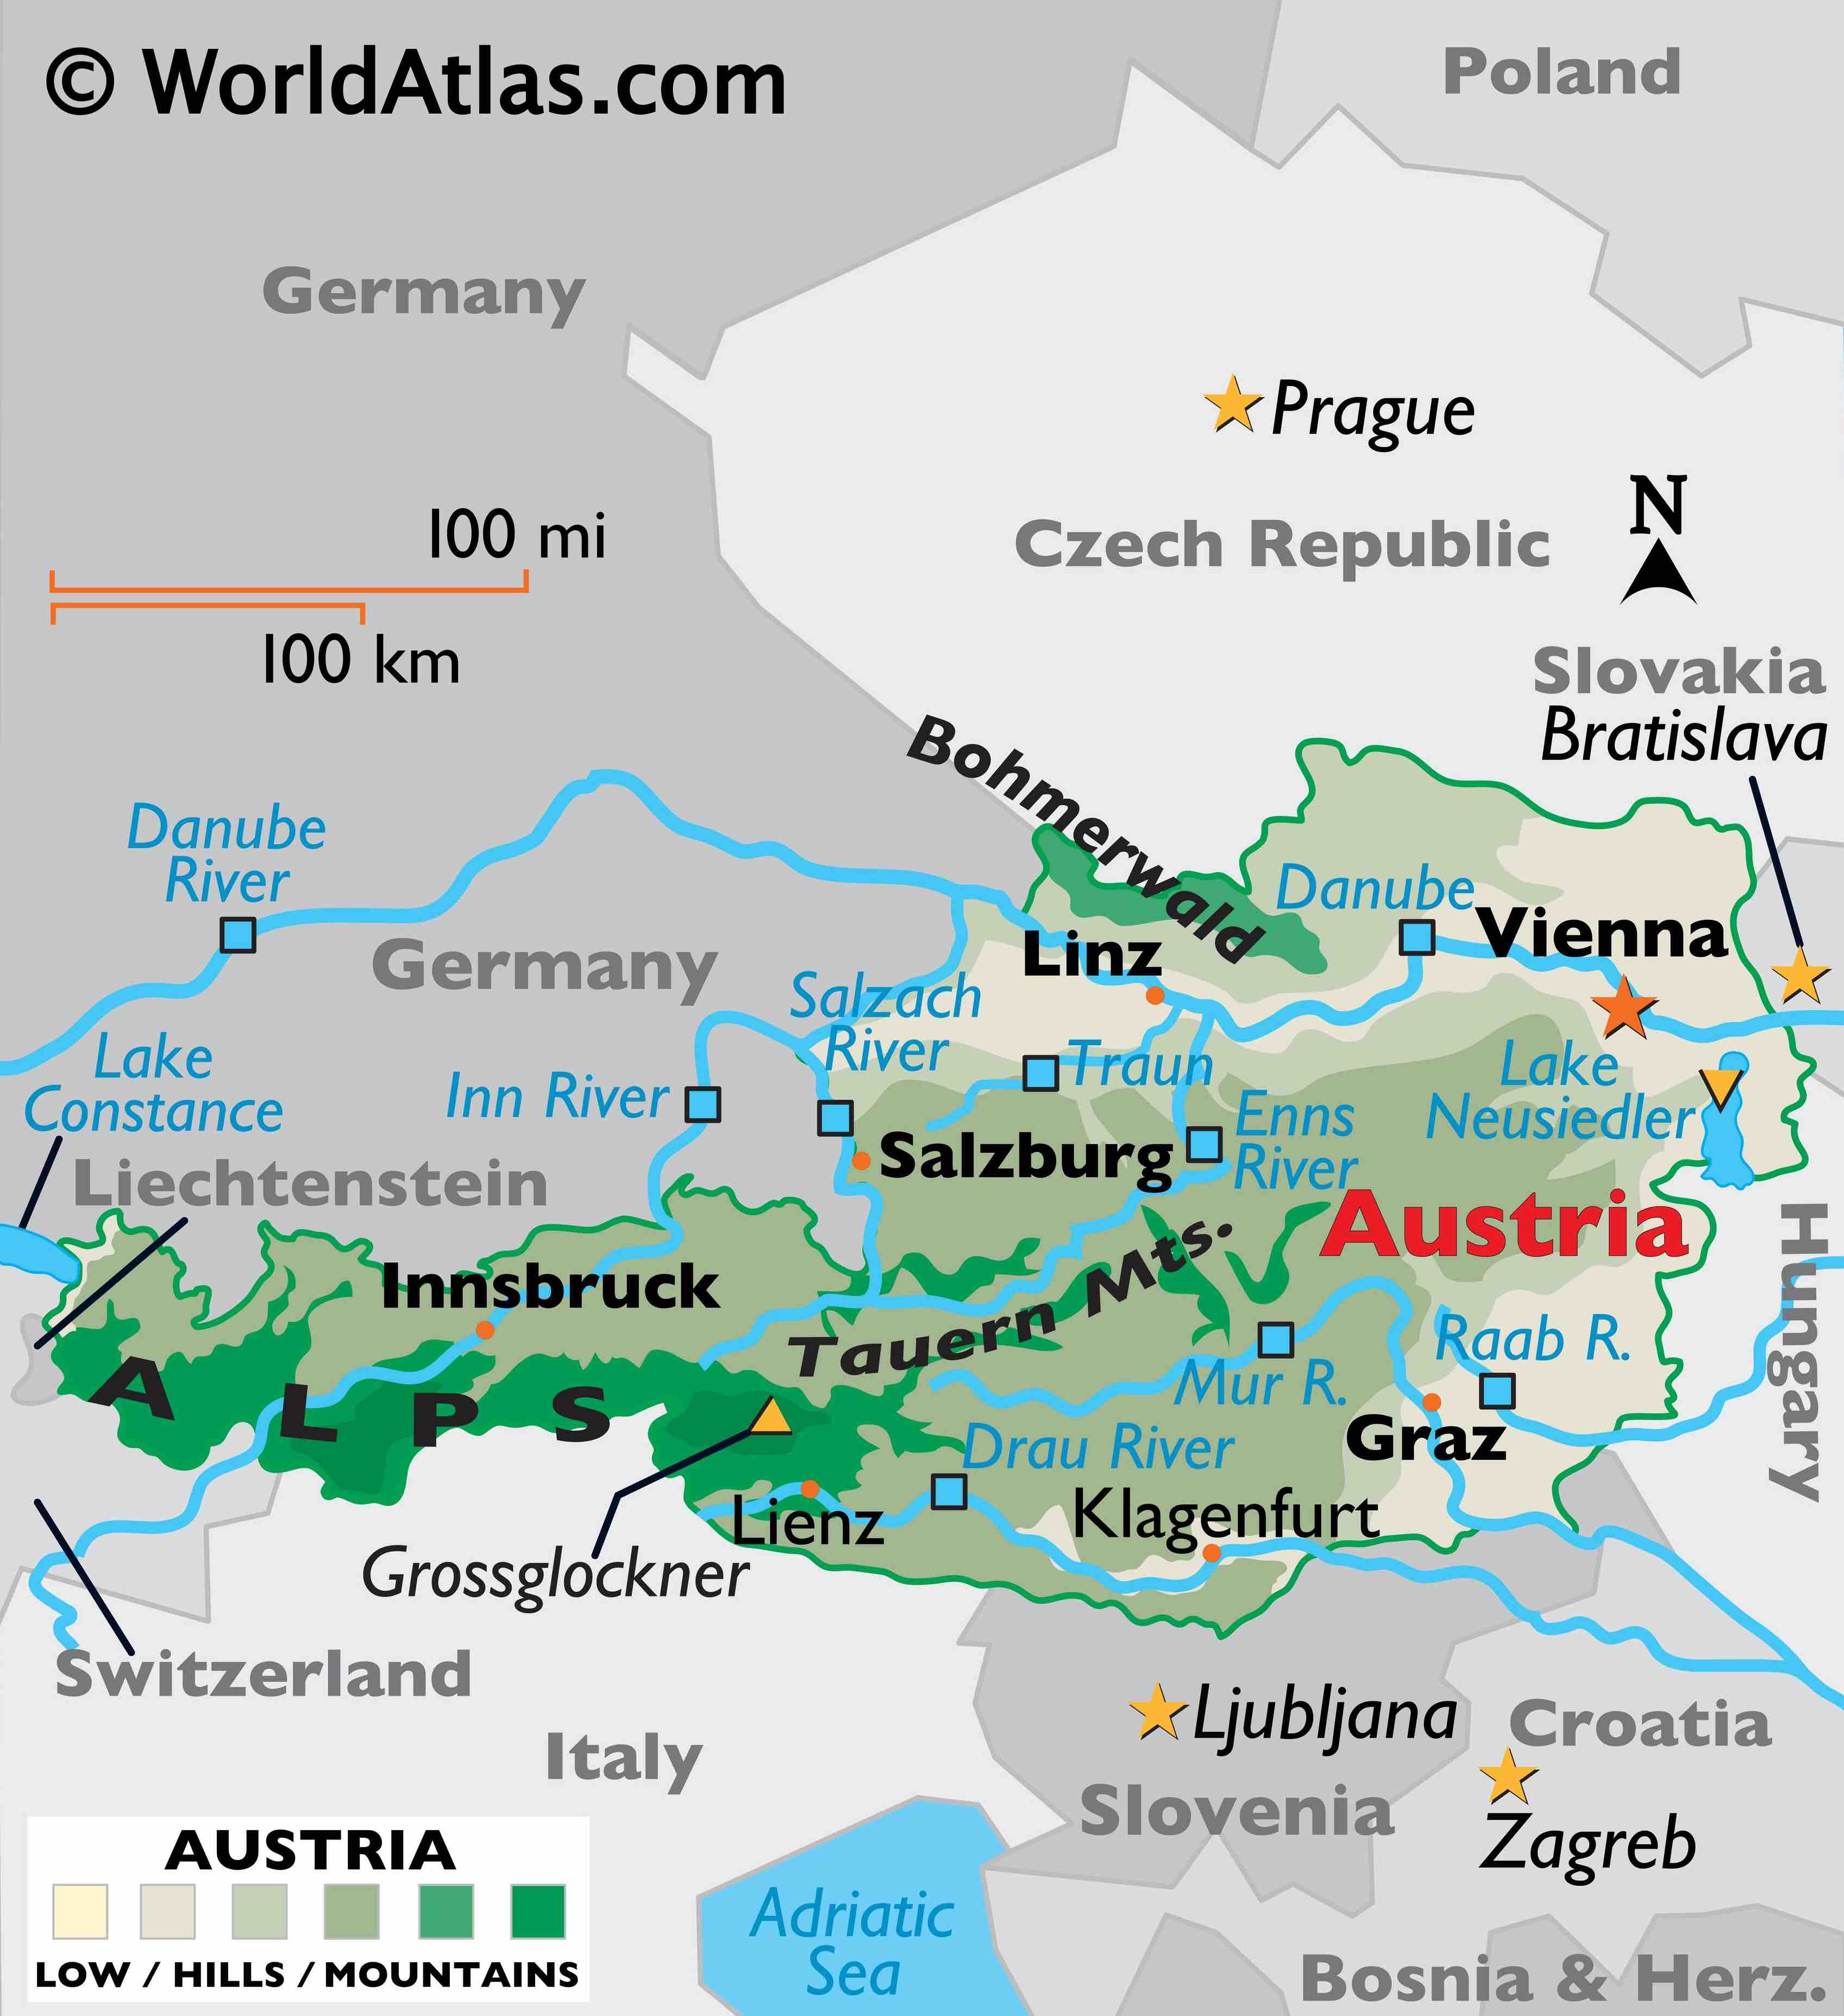 © WorldAtlas.com
Poland
Germany
Prague
100 mi
100 km
Czech Republic
N
Slovakia
Bratislava
Bohmerwald
Danube
River
Danube
Vienna
Linz
Germany
Salzach
River
Lake
Constance
Inn River
Traun
Lake
Neusiedler
Enns
River
Salzburg
Liechtenstein
Austria
Hungary
Innsbruck
Tauern Mts.
Raab R.
Mur R.
ALPS
Graz
Drau River
Lienz
Klagenfurt
Grossglockner
Switzerland
Ljubljana
Croatia
Italy
Slovenia
Zagreb
AUSTRIA
LOW / HILLS / MOUNTAINS
Adriatic
Sea
Bosnia & Herz.